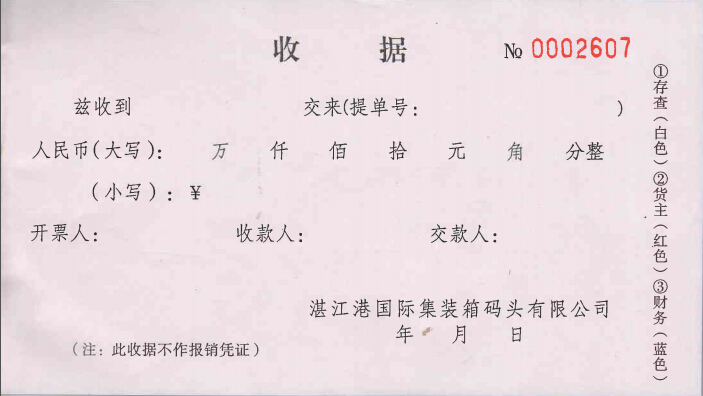 收 据 № 0002607
兹收到 交来(提单号: )
人民币(大写): 万 仟 佰 拾 元 角 分整
(小写): ¥
开票人: 收款人: 交款人:
湛江港国际集装箱码头有限公司
年 月 日
(注: 此收据不作报销凭证)
①存查(白色)②货主(红色)③财务(蓝色)